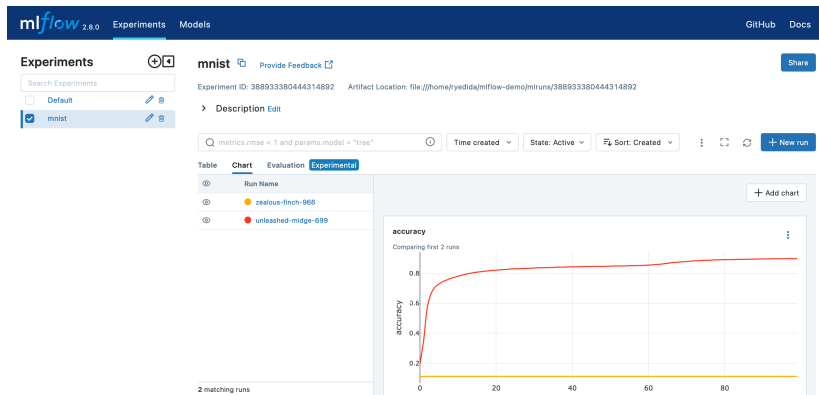 mlflow 2.8.0 Experiments Models GitHub Docs
Experiments
Search Experiments
Default
mnist
mnist Provide Feedback Share
Experiment ID: 388933380444314892 Artifact Location: file:///home/ryedida/mlflow-demo/mlruns/388933380444314892
Description Edit
metrics.rmse < 1 and params.model = "tree" Time created State: Active Sort: Created New run
Table Chart Evaluation Experimental
Run Name
zealous-finch-966
unleashed-midge-699
2 matching runs
+ Add chart
accuracy
Comparing first 2 runs
accuracy
0.8
0.6
0.4
0.2
0 20 40 60 80